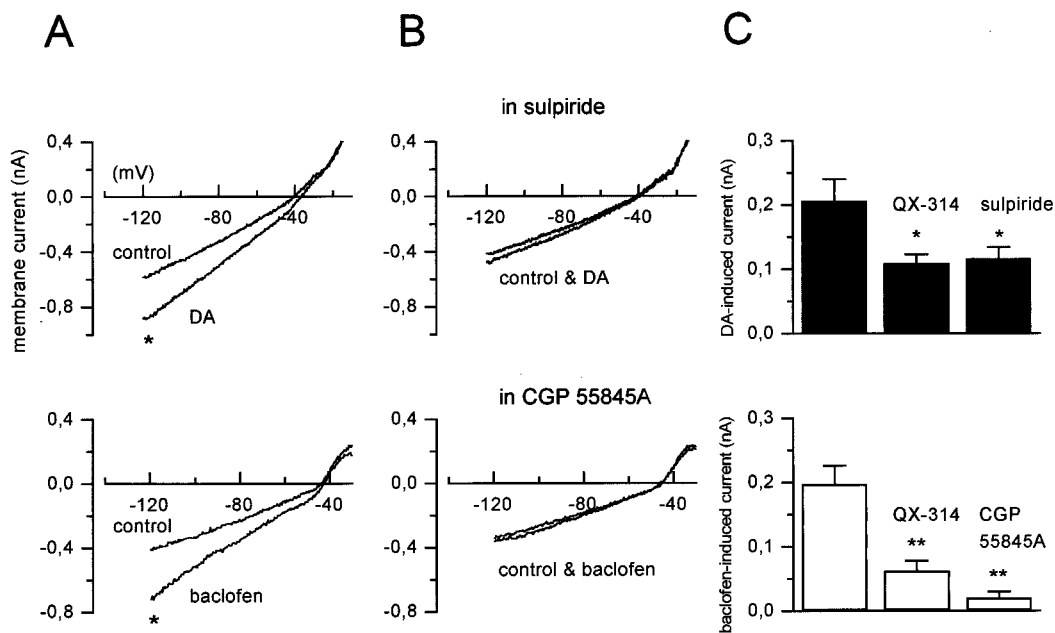 A
B
C
in sulpiride
membrane current (nA)
0,4
0,0
-0,4
-0,8
(mV)
-120
-80
-40
control
DA
*
0,4
0,0
-0,4
-0,8
-120
-80
-40
control & DA
DA-induced current (nA)
0,3
0,2
0,1
0,0
QX-314
sulpiride
*
*
in CGP 55845A
0,4
0,0
-0,4
-0,8
-120
-80
-40
control
baclofen
*
0,4
0,0
-0,4
-0,8
-120
-80
-40
control & baclofen
baclofen-induced current (nA)
0,3
0,2
0,1
0,0
QX-314
CGP
55845A
**
**